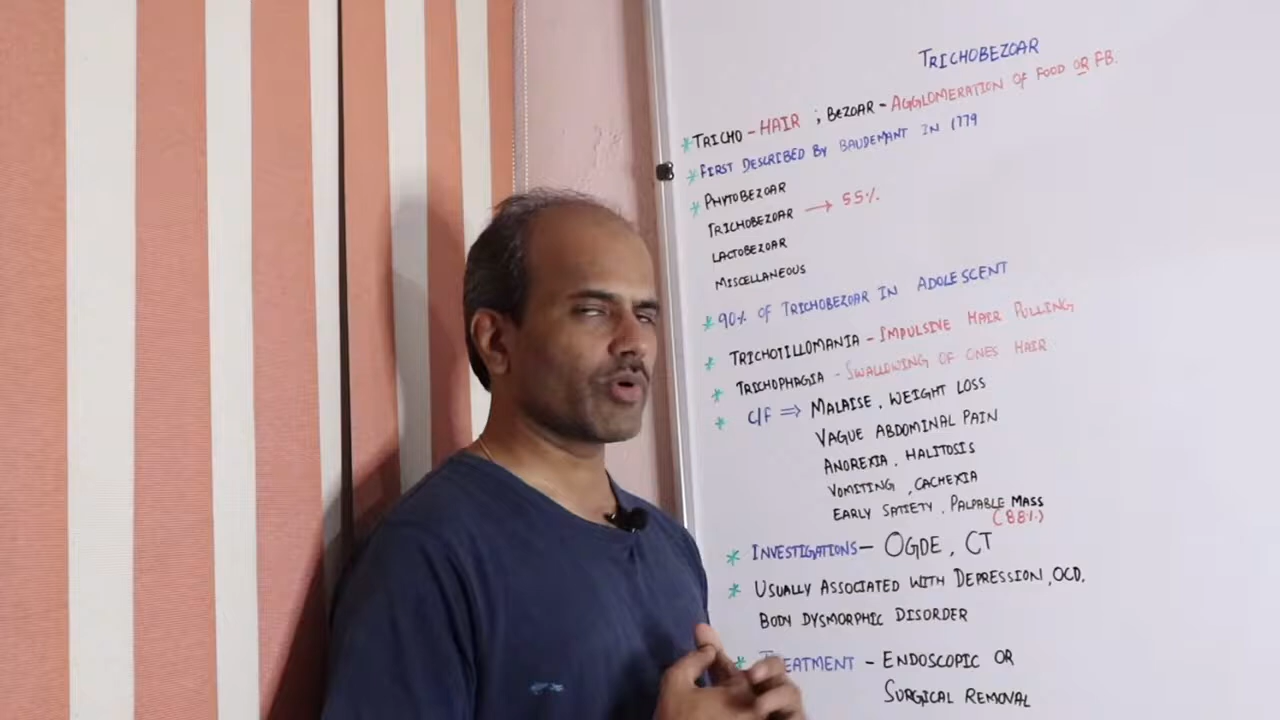 TRICHOBEZOAR
* TRICHO - HAIR ; BEZOAR - AGGLOMERATION OF FOOD OR FB.
* FIRST DESCRIBED BY BAUDEMANT IN 1779
* PHYTOBEZOAR
TRICHOBEZOAR → 55%
LACTOBEZOAR
MISCELLANEOUS
* 90% OF TRICHOBEZOAR IN ADOLESCENT
* TRICHOTILLOMANIA - IMPULSIVE HAIR PULLING
* TRICHOPHAGIA - SWALLOWING OF ONES HAIR
* C/F ⇒ MALAISE, WEIGHT LOSS
VAGUE ABDOMINAL PAIN
ANOREXIA, HALITOSIS
VOMITING, CACHEXIA
EARLY SATIETY, PALPABLE MASS
(88%)
* INVESTIGATIONS - OGDE, CT
* USUALLY ASSOCIATED WITH DEPRESSION, OCD,
BODY DYSMORPHIC DISORDER
* TREATMENT - ENDOSCOPIC OR
SURGICAL REMOVAL